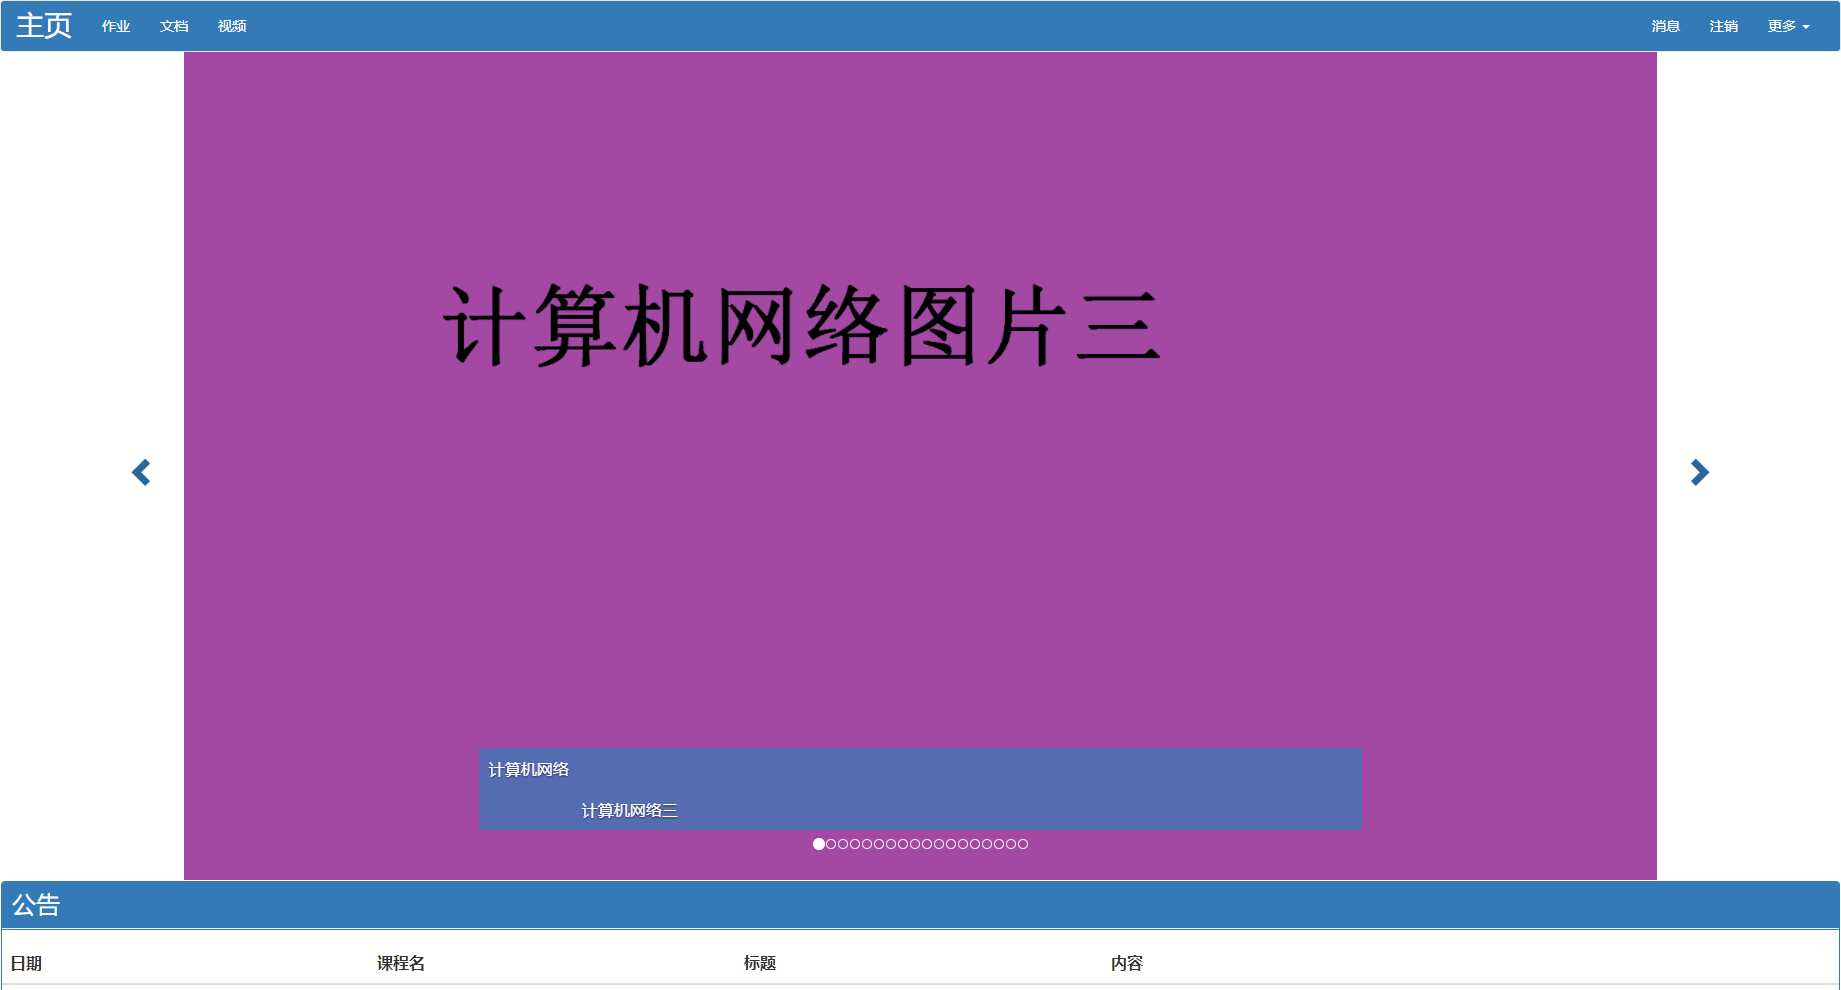 主页 作业 文档 视频 消息 注销 更多
计算机网络图片三
计算机网络
计算机网络三
公告
日期 课程名 标题 内容